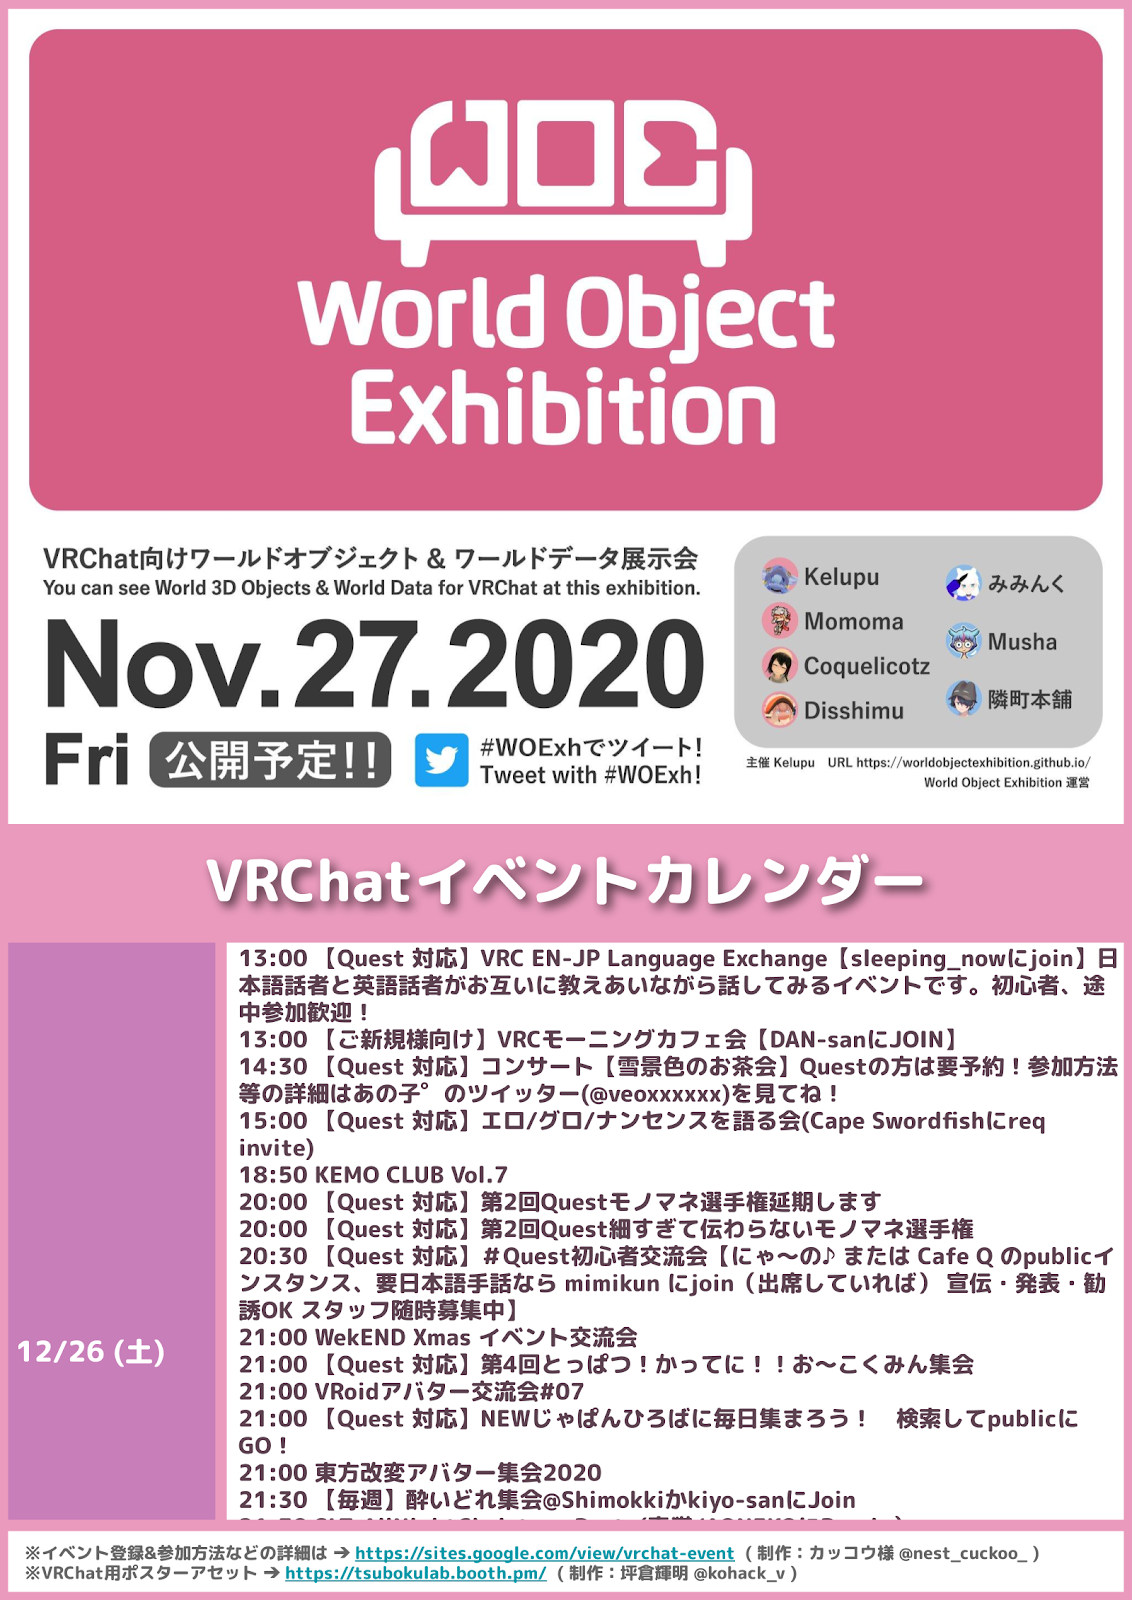 WOE
World Object
Exhibition
VRChat向けワールドオブジェクト & ワールドデータ展示会
You can see World 3D Objects & World Data for VRChat at this exhibition.
Nov.27.2020
Fri 公開予定!!
#WOExhでツイート!
Tweet with #WOExh!
Kelupu
Momoma
Coquelicotz
Disshimu
みみんく
Musha
隣町本舗
主催 Kelupu URL https://worldobjectexhibition.github.io/
World Object Exhibition 運営
VRChatイベントカレンダー
12/26 (土)
13:00 【Quest 対応】VRC EN-JP Language Exchange【sleeping_nowにjoin】日
本語話者と英語話者がお互いに教えあいながら話してみるイベントです。初心者、途
中参加歓迎！
13:00 【ご新規様向け】VRCモーニングカフェ会【DAN-sanにJOIN】
14:30 【Quest 対応】コンサート【雪景色のお茶会】Questの方は要予約！参加方法
等の詳細はあの子゜のツイッター(@veoxxxxxx)を見てね！
15:00 【Quest 対応】エロ/グロ/ナンセンスを語る会(Cape Swordfishにreq
invite)
18:50 KEMO CLUB Vol.7
20:00 【Quest 対応】第2回Questモノマネ選手権延期します
20:00 【Quest 対応】第2回Quest細すぎて伝わらないモノマネ選手権
20:30 【Quest 対応】＃Quest初心者交流会【にゃ～の♪ または Cafe Q のpublicイ
ンスタンス、要日本語手話なら mimikun にjoin（出席していれば） 宣伝・発表・勧
誘OK スタッフ随時募集中】
21:00 WekEND Xmas イベント交流会
21:00 【Quest 対応】第4回とっぱつ！かってに！！お～こくみん集会
21:00 VRoidアバター交流会#07
21:00 【Quest 対応】NEWじゃぱんひろばに毎日集まろう！　検索してpublicに
GO！
21:00 東方改変アバター集会2020
21:30 【毎週】酔いどれ集会@Shimokkiかkiyo-sanにJoin
※イベント登録&参加方法などの詳細は ➔ https://sites.google.com/view/vrchat-event ( 制作：カッコウ様 @nest_cuckoo_ )
※VRChat用ポスターアセット ➔ https://tsubokulab.booth.pm/ ( 制作：坪倉輝明 @kohack_v )